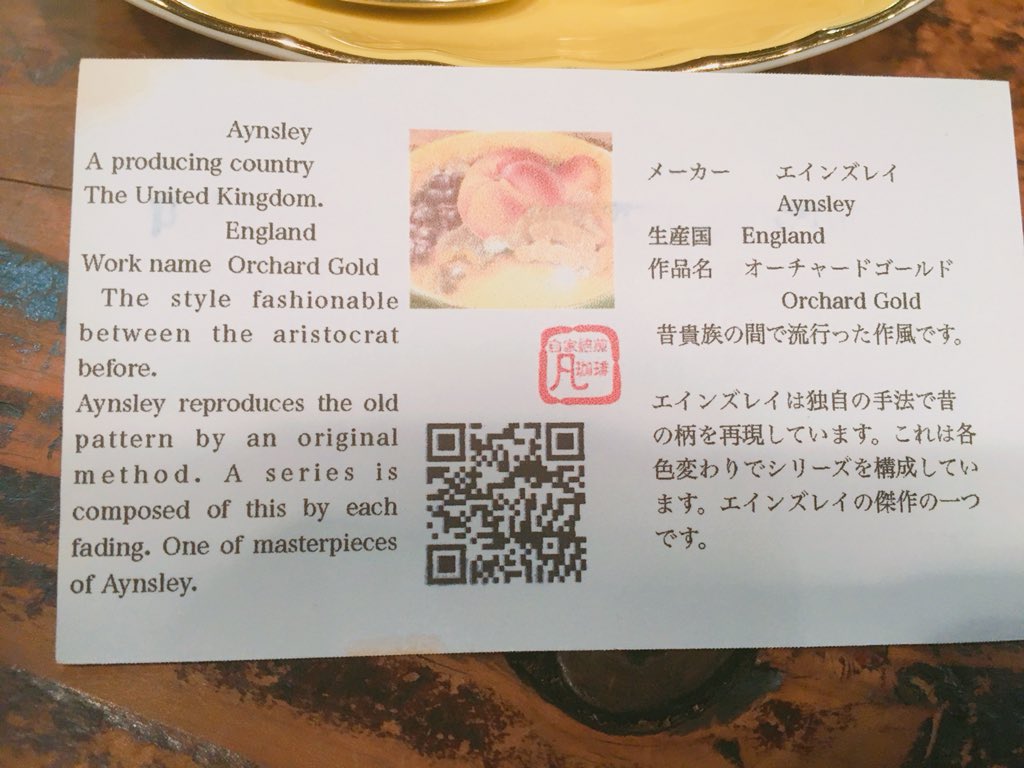 Aynsley
A producing country
The United Kingdom.
England
Work name Orchard Gold
The style fashionable
between the aristocrat
before.
Aynsley reproduces the old
pattern by an original
method. A series is
composed of this by each
fading. One of masterpieces
of Aynsley.
自家焙煎
凡 珈琲
メーカー エインズレイ
Aynsley
生産国 England
作品名 オーチャードゴールド
Orchard Gold
昔貴族の間で流行った作風です。
エインズレイは独自の手法で昔
の柄を再現しています。これは各
色変わりでシリーズを構成してい
ます。エインズレイの傑作の一つ
です。